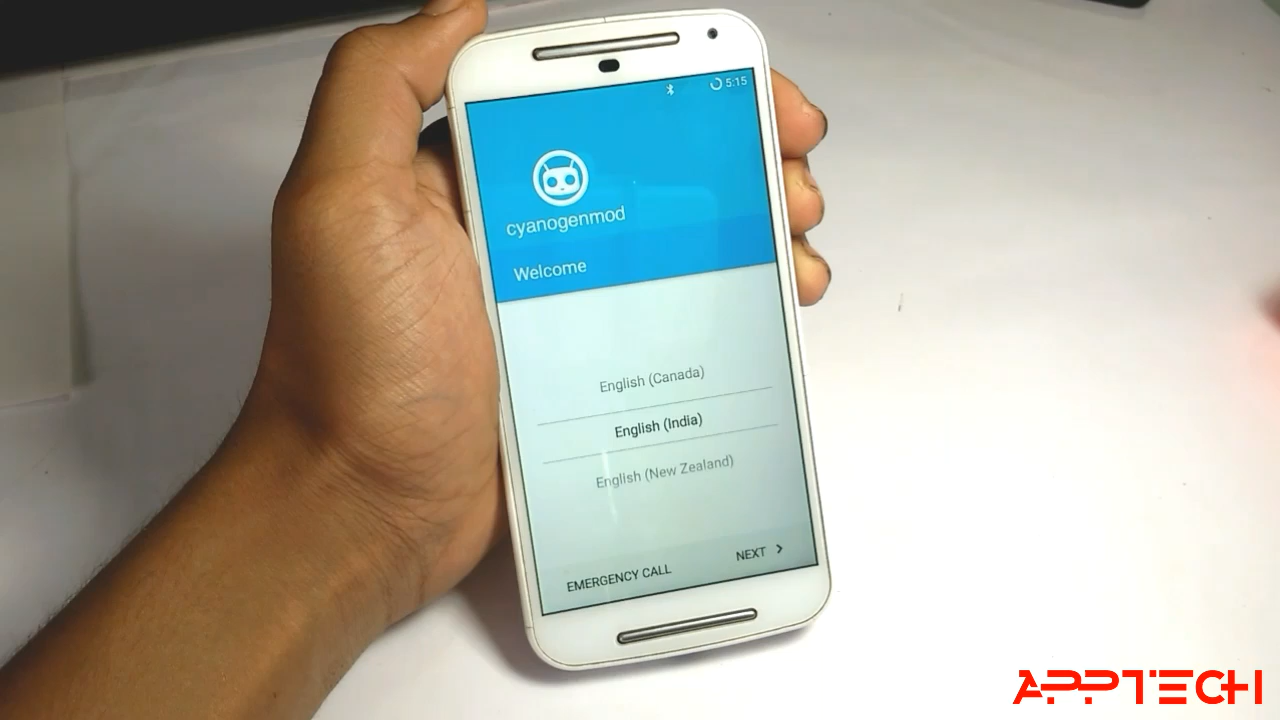 5:15
cyanogenmod
Welcome
English (Canada)
English (India)
English (New Zealand)
NEXT
EMERGENCY CALL
APPTECH